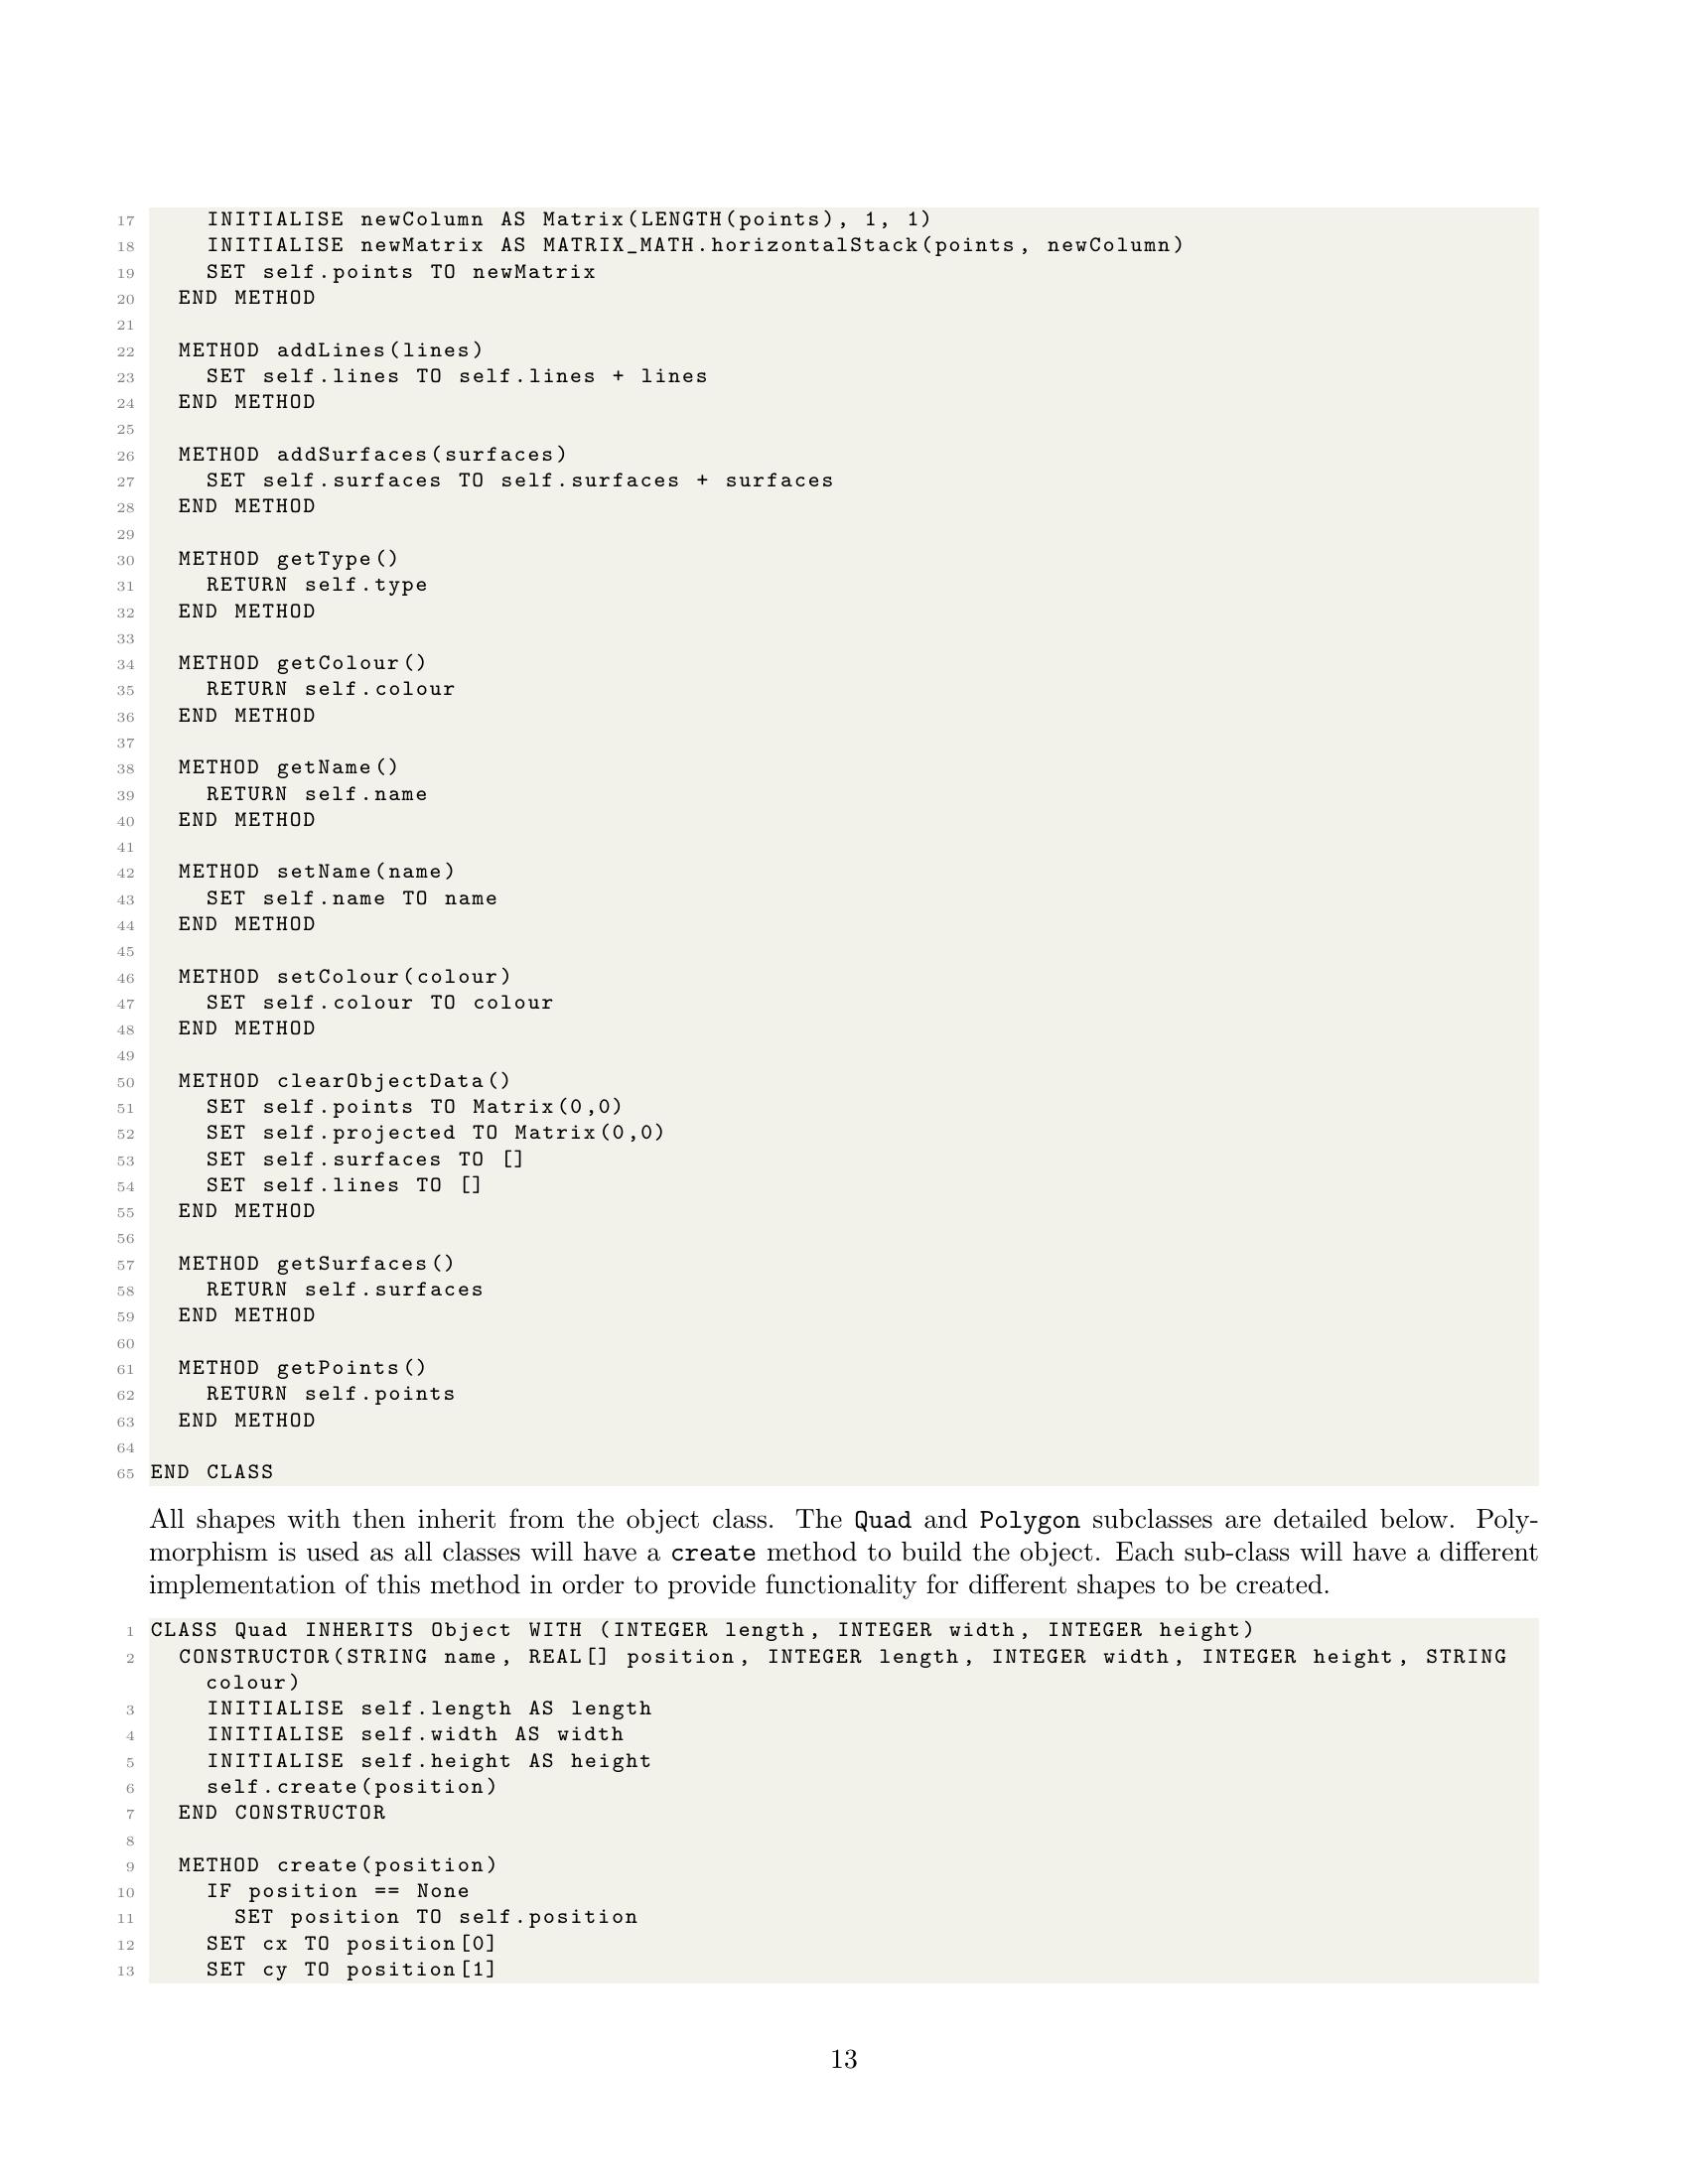 17     INITIALISE newColumn AS Matrix(LENGTH(points), 1, 1)
18     INITIALISE newMatrix AS MATRIX_MATH.horizontalStack(points, newColumn)
19     SET self.points TO newMatrix
20   END METHOD
21
22   METHOD addLines(lines)
23     SET self.lines TO self.lines + lines
24   END METHOD
25
26   METHOD addSurfaces(surfaces)
27     SET self.surfaces TO self.surfaces + surfaces
28   END METHOD
29
30   METHOD getType()
31     RETURN self.type
32   END METHOD
33
34   METHOD getColour()
35     RETURN self.colour
36   END METHOD
37
38   METHOD getName()
39     RETURN self.name
40   END METHOD
41
42   METHOD setName(name)
43     SET self.name TO name
44   END METHOD
45
46   METHOD setColour(colour)
47     SET self.colour TO colour
48   END METHOD
49
50   METHOD clearObjectData()
51     SET self.points TO Matrix(0,0)
52     SET self.projected TO Matrix(0,0)
53     SET self.surfaces TO []
54     SET self.lines TO []
55   END METHOD
56
57   METHOD getSurfaces()
58     RETURN self.surfaces
59   END METHOD
60
61   METHOD getPoints()
62     RETURN self.points
63   END METHOD
64
65 END CLASS
All shapes with then inherit from the object class. The Quad and Polygon subclasses are detailed below. Poly-
morphism is used as all classes will have a create method to build the object. Each sub-class will have a different
implementation of this method in order to provide functionality for different shapes to be created.
1 CLASS Quad INHERITS Object WITH (INTEGER length, INTEGER width, INTEGER height)
2   CONSTRUCTOR(STRING name, REAL[] position, INTEGER length, INTEGER width, INTEGER height, STRING
    colour)
3     INITIALISE self.length AS length
4     INITIALISE self.width AS width
5     INITIALISE self.height AS height
6     self.create(position)
7   END CONSTRUCTOR
8
9   METHOD create(position)
10     IF position == None
11       SET position TO self.position
12     SET cx TO position[0]
13     SET cy TO position[1]
13